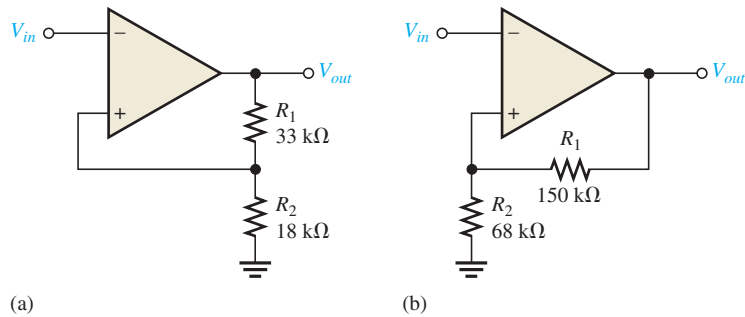 V_in
−
+
V_out
R_1
33 kΩ
R_2
18 kΩ
(a)
V_in
−
+
V_out
R_1
150 kΩ
R_2
68 kΩ
(b)